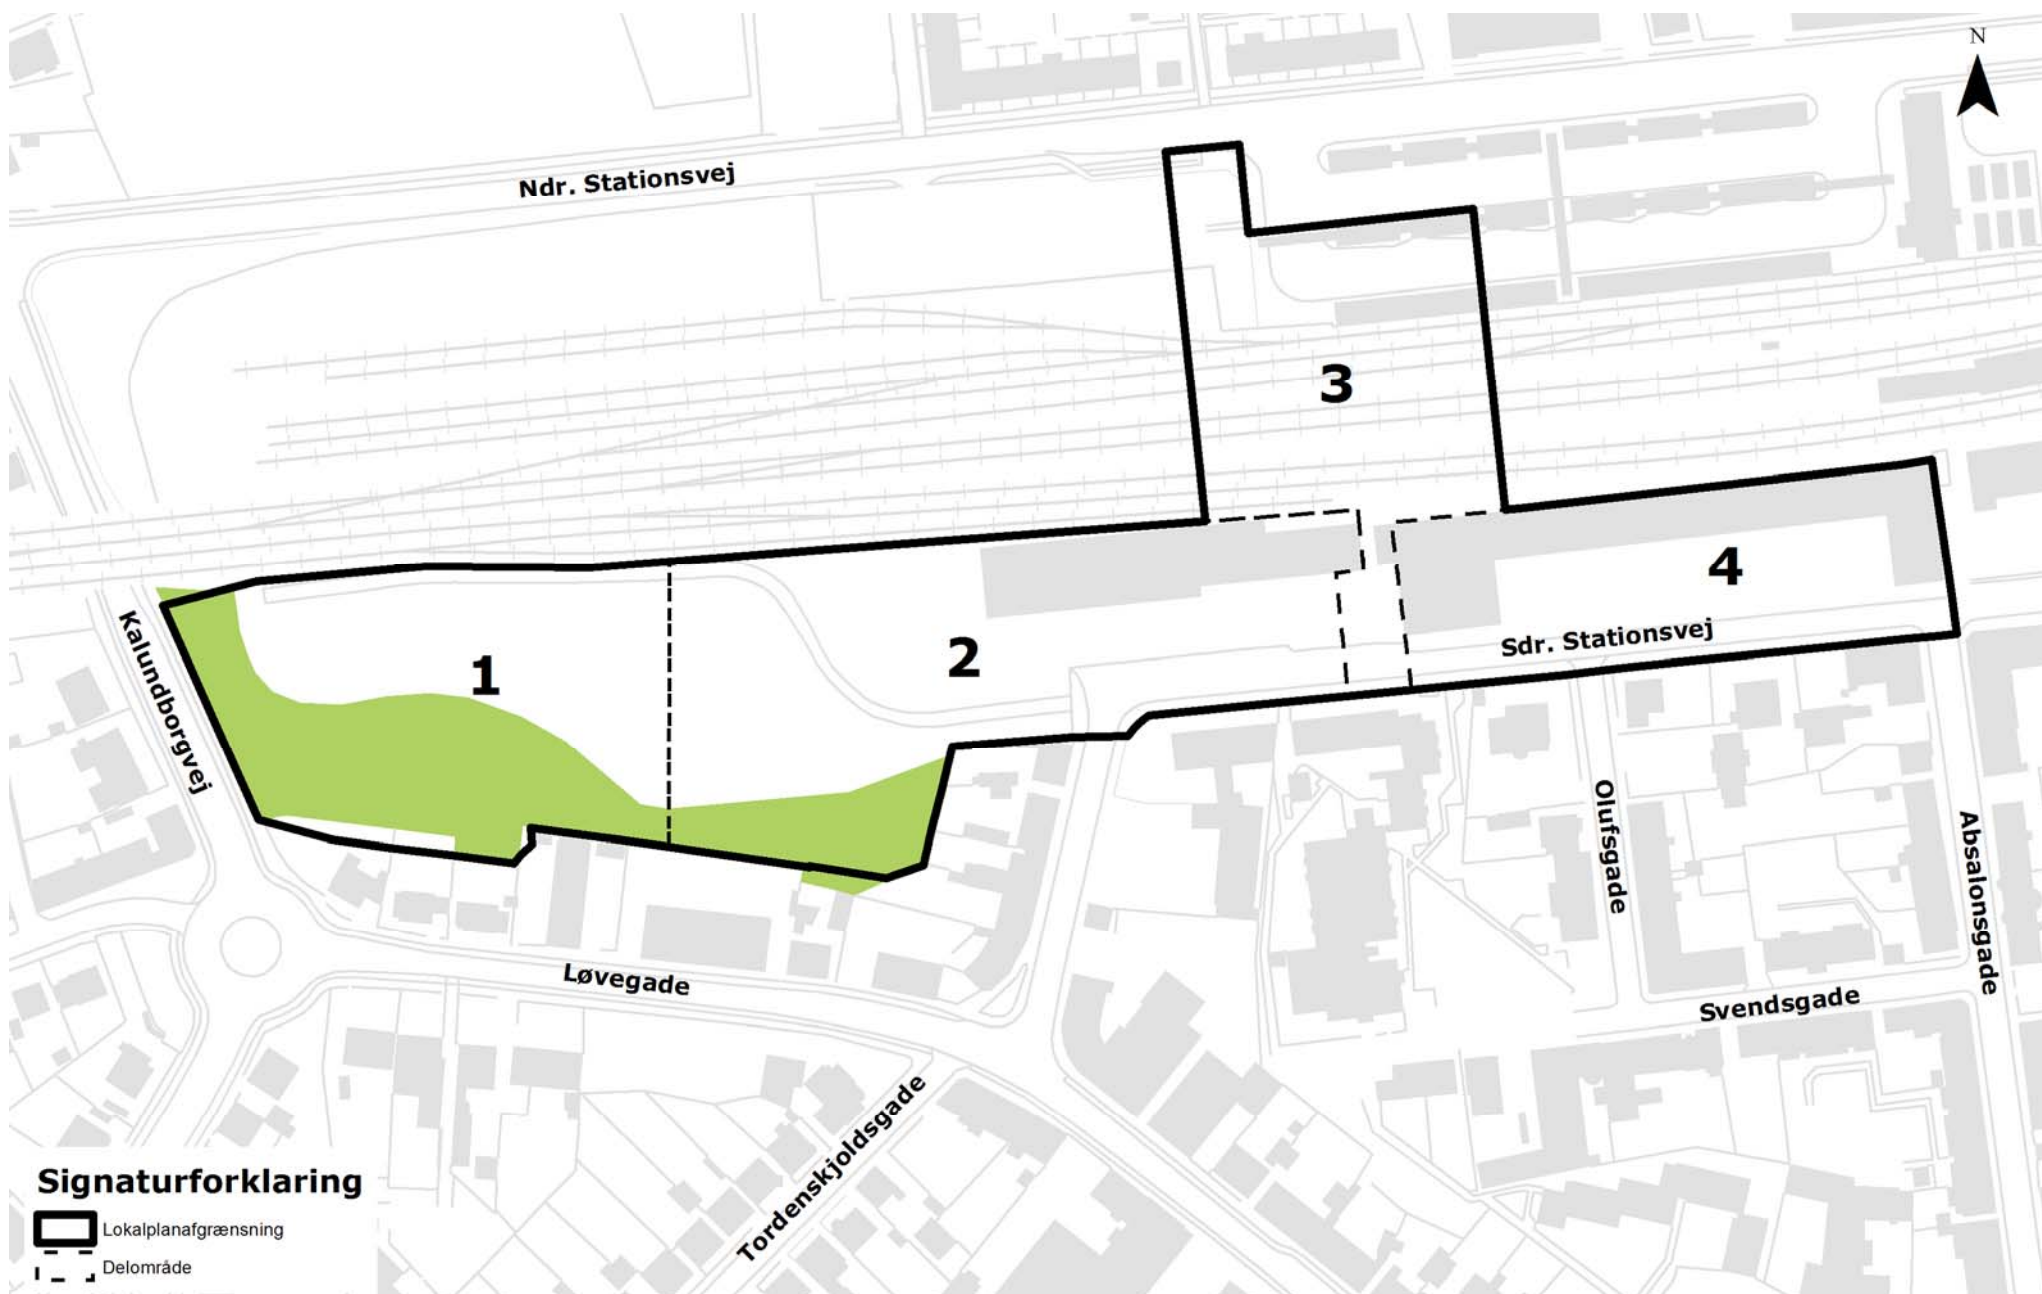 N
Ndr. Stationsvej
3
4
Sdr. Stationsvej
1
2
Kalundborgvej
Olufsgade
Absalonsgade
Løvegade
Svendsgade
Tordenskjoldsgade
Signaturforklaring
Lokalplanafgrænsning
Delområde